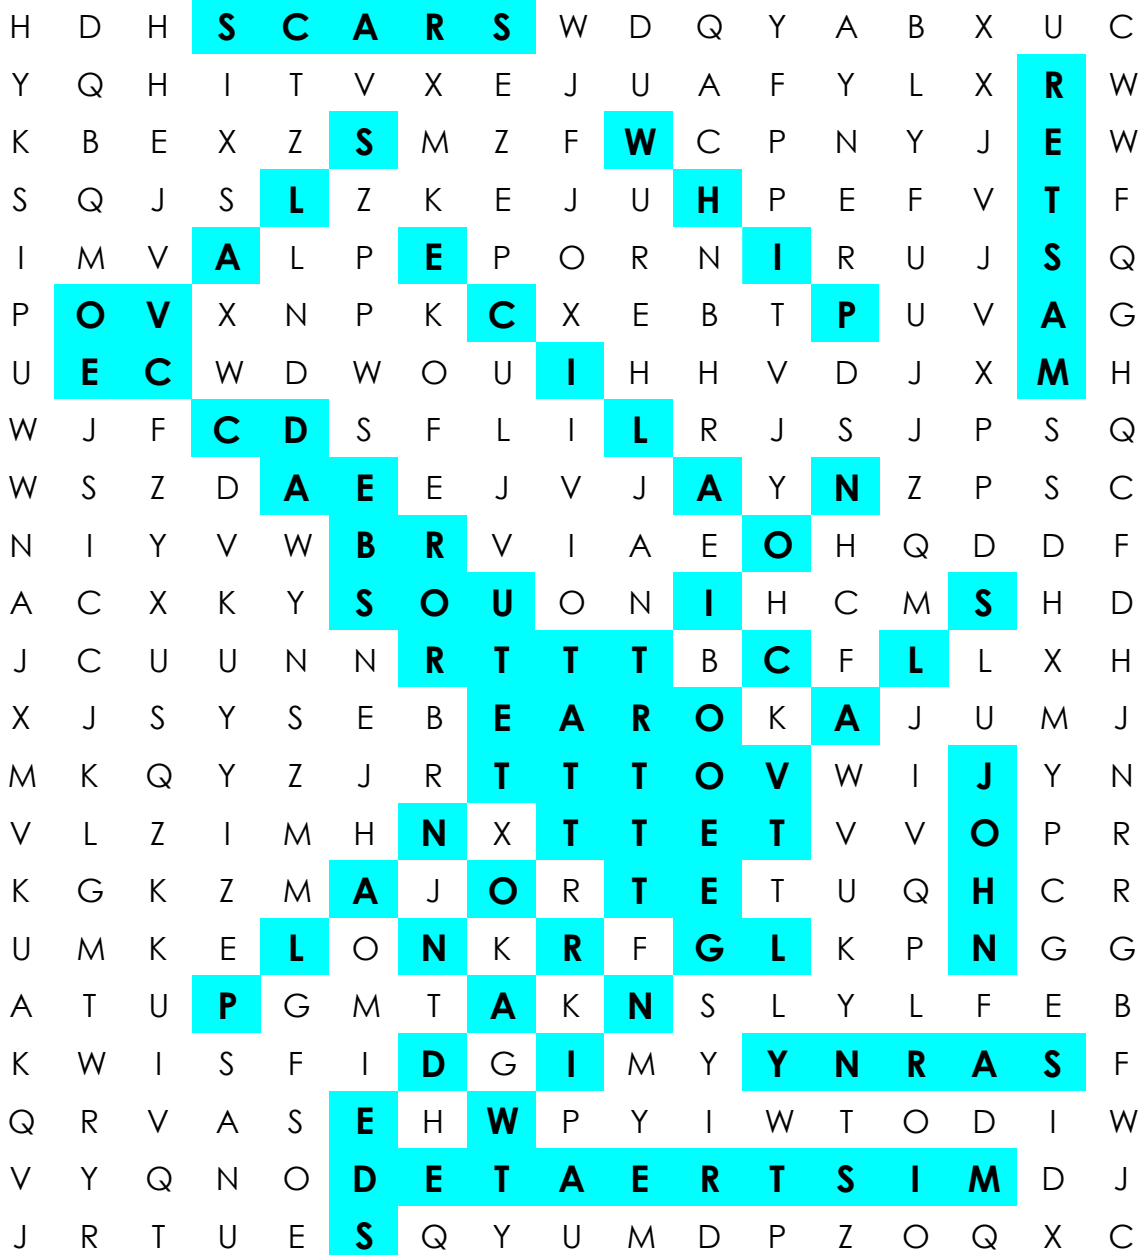 H D H S C A R S W D Q Y A B X U C
Y Q H I T V X E J U A F Y L X R W
K B E X Z S M Z F W C P N Y J E W
S Q J S L Z K E J U H P E F V T F
I M V A L P E P O R N I R U J S Q
P O V X N P K C X E B T P U V A G
U E C W D W O U I H H V D J X M H
W J F C D S F L I L R J S J P S Q
W S Z D A E E J V J A Y N Z P S C
N I Y V W B R V I A E O H Q D D F
A C X K Y S O U O N I H C M S H D
J C U U N N R T T T B C F L L X H
X J S Y S E B E A R O K A J U M J
M K Q Y Z J R T T T O V W I J Y N
V L Z I M H N X T T E T V V O P R
K G K Z M A J O R T E T U Q H C R
U M K E L O N K R F G L K P N G G
A T U P G M T A K N S L Y L F E B
K W I S F I D G I M Y Y N R A S F
Q R V A S E H W P Y I W T O D I W
V Y Q N O D E T A E R T S I M D J
J R T U E S Q Y U M D P Z O Q X C